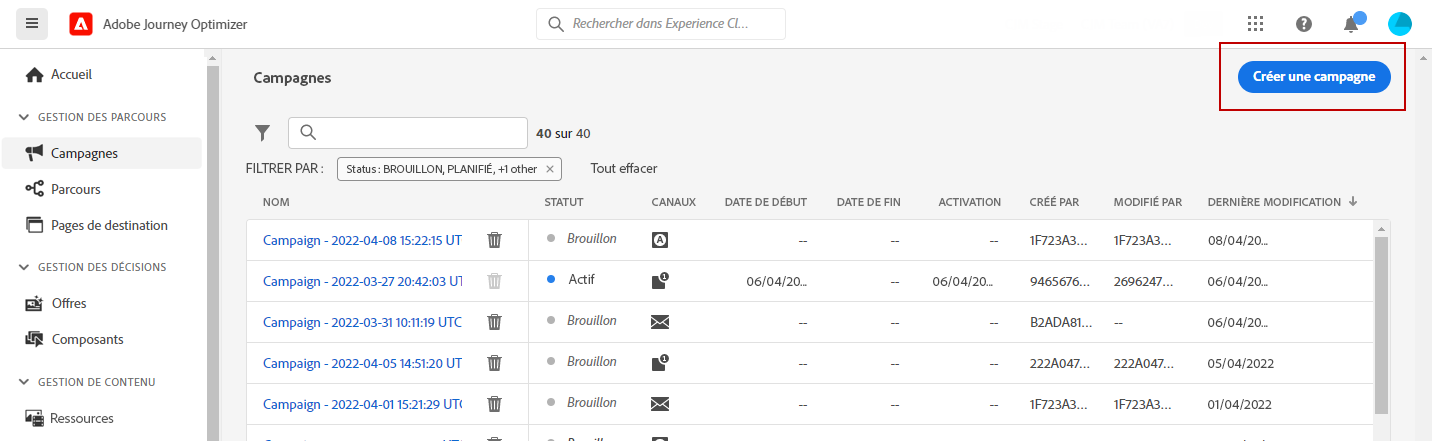 Adobe Journey Optimizer
Rechercher dans Experience Cl...
Accueil
GESTION DES PARCOURS
Campagnes
Parcours
Pages de destination
GESTION DES DÉCISIONS
Offres
Composants
GESTION DE CONTENU
Ressources
Campagnes
Créer une campagne
40 sur 40
FILTRER PAR : Status : BROUILLON, PLANIFIÉ, +1 other Tout effacer
NOM STATUT CANAUX DATE DE DÉBUT DATE DE FIN ACTIVATION CRÉÉ PAR MODIFIÉ PAR DERNIÈRE MODIFICATION
Campaign - 2022-04-08 15:22:15 UT Brouillon A -- -- -- 1F723A3... 1F723A3... 08/04/20...
Campaign - 2022-03-27 20:42:03 UT Actif 1 06/04/20... -- 06/04/20... 9465676... 2696247... 06/04/20...
Campaign - 2022-03-31 10:11:19 UTC Brouillon -- -- -- B2ADA81... -- 06/04/20...
Campaign - 2022-04-05 14:51:20 UT Brouillon 1 -- -- -- 222A047... 222A047... 05/04/2022
Campaign - 2022-04-01 15:21:29 UTC Brouillon -- -- -- 1F723A3... 1F723A3... 01/04/2022